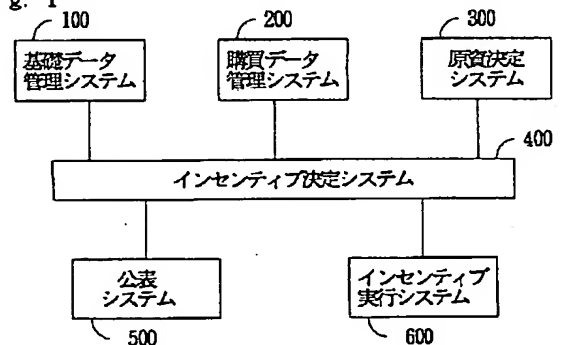 g. 1
100
200
300
基礎データ
管理システム
購買データ
管理システム
原資決定
システム
400
インセンティブ決定システム
公表
システム
インセンティブ
実行システム
500
600